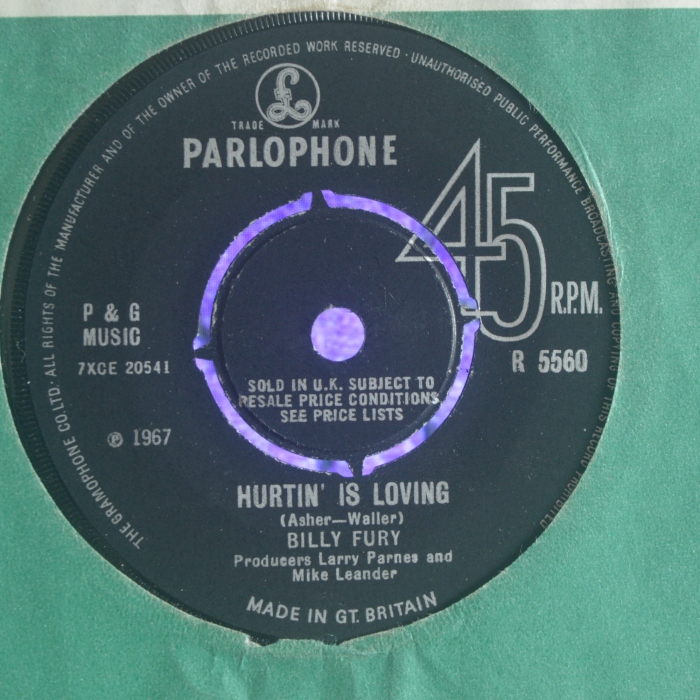 THE GRAMOPHONE CO. LTD. · ALL RIGHTS OF THE MANUFACTURER AND OF THE OWNER OF THE RECORDED WORK RESERVED · UNAUTHORISED PUBLIC PERFORMANCE BROADCASTING AND COPYING OF THIS RECORD PROHIBITED
£
TRADE MARK
PARLOPHONE
45
R.P.M.
P & G
MUSIC
7XCE 20541
R 5560
SOLD IN U.K. SUBJECT TO
RESALE PRICE CONDITIONS,
SEE PRICE LISTS
℗ 1967
HURTIN' IS LOVING
(Asher—Waller)
BILLY FURY
Producers Larry Parnes and
Mike Leander
MADE IN GT. BRITAIN